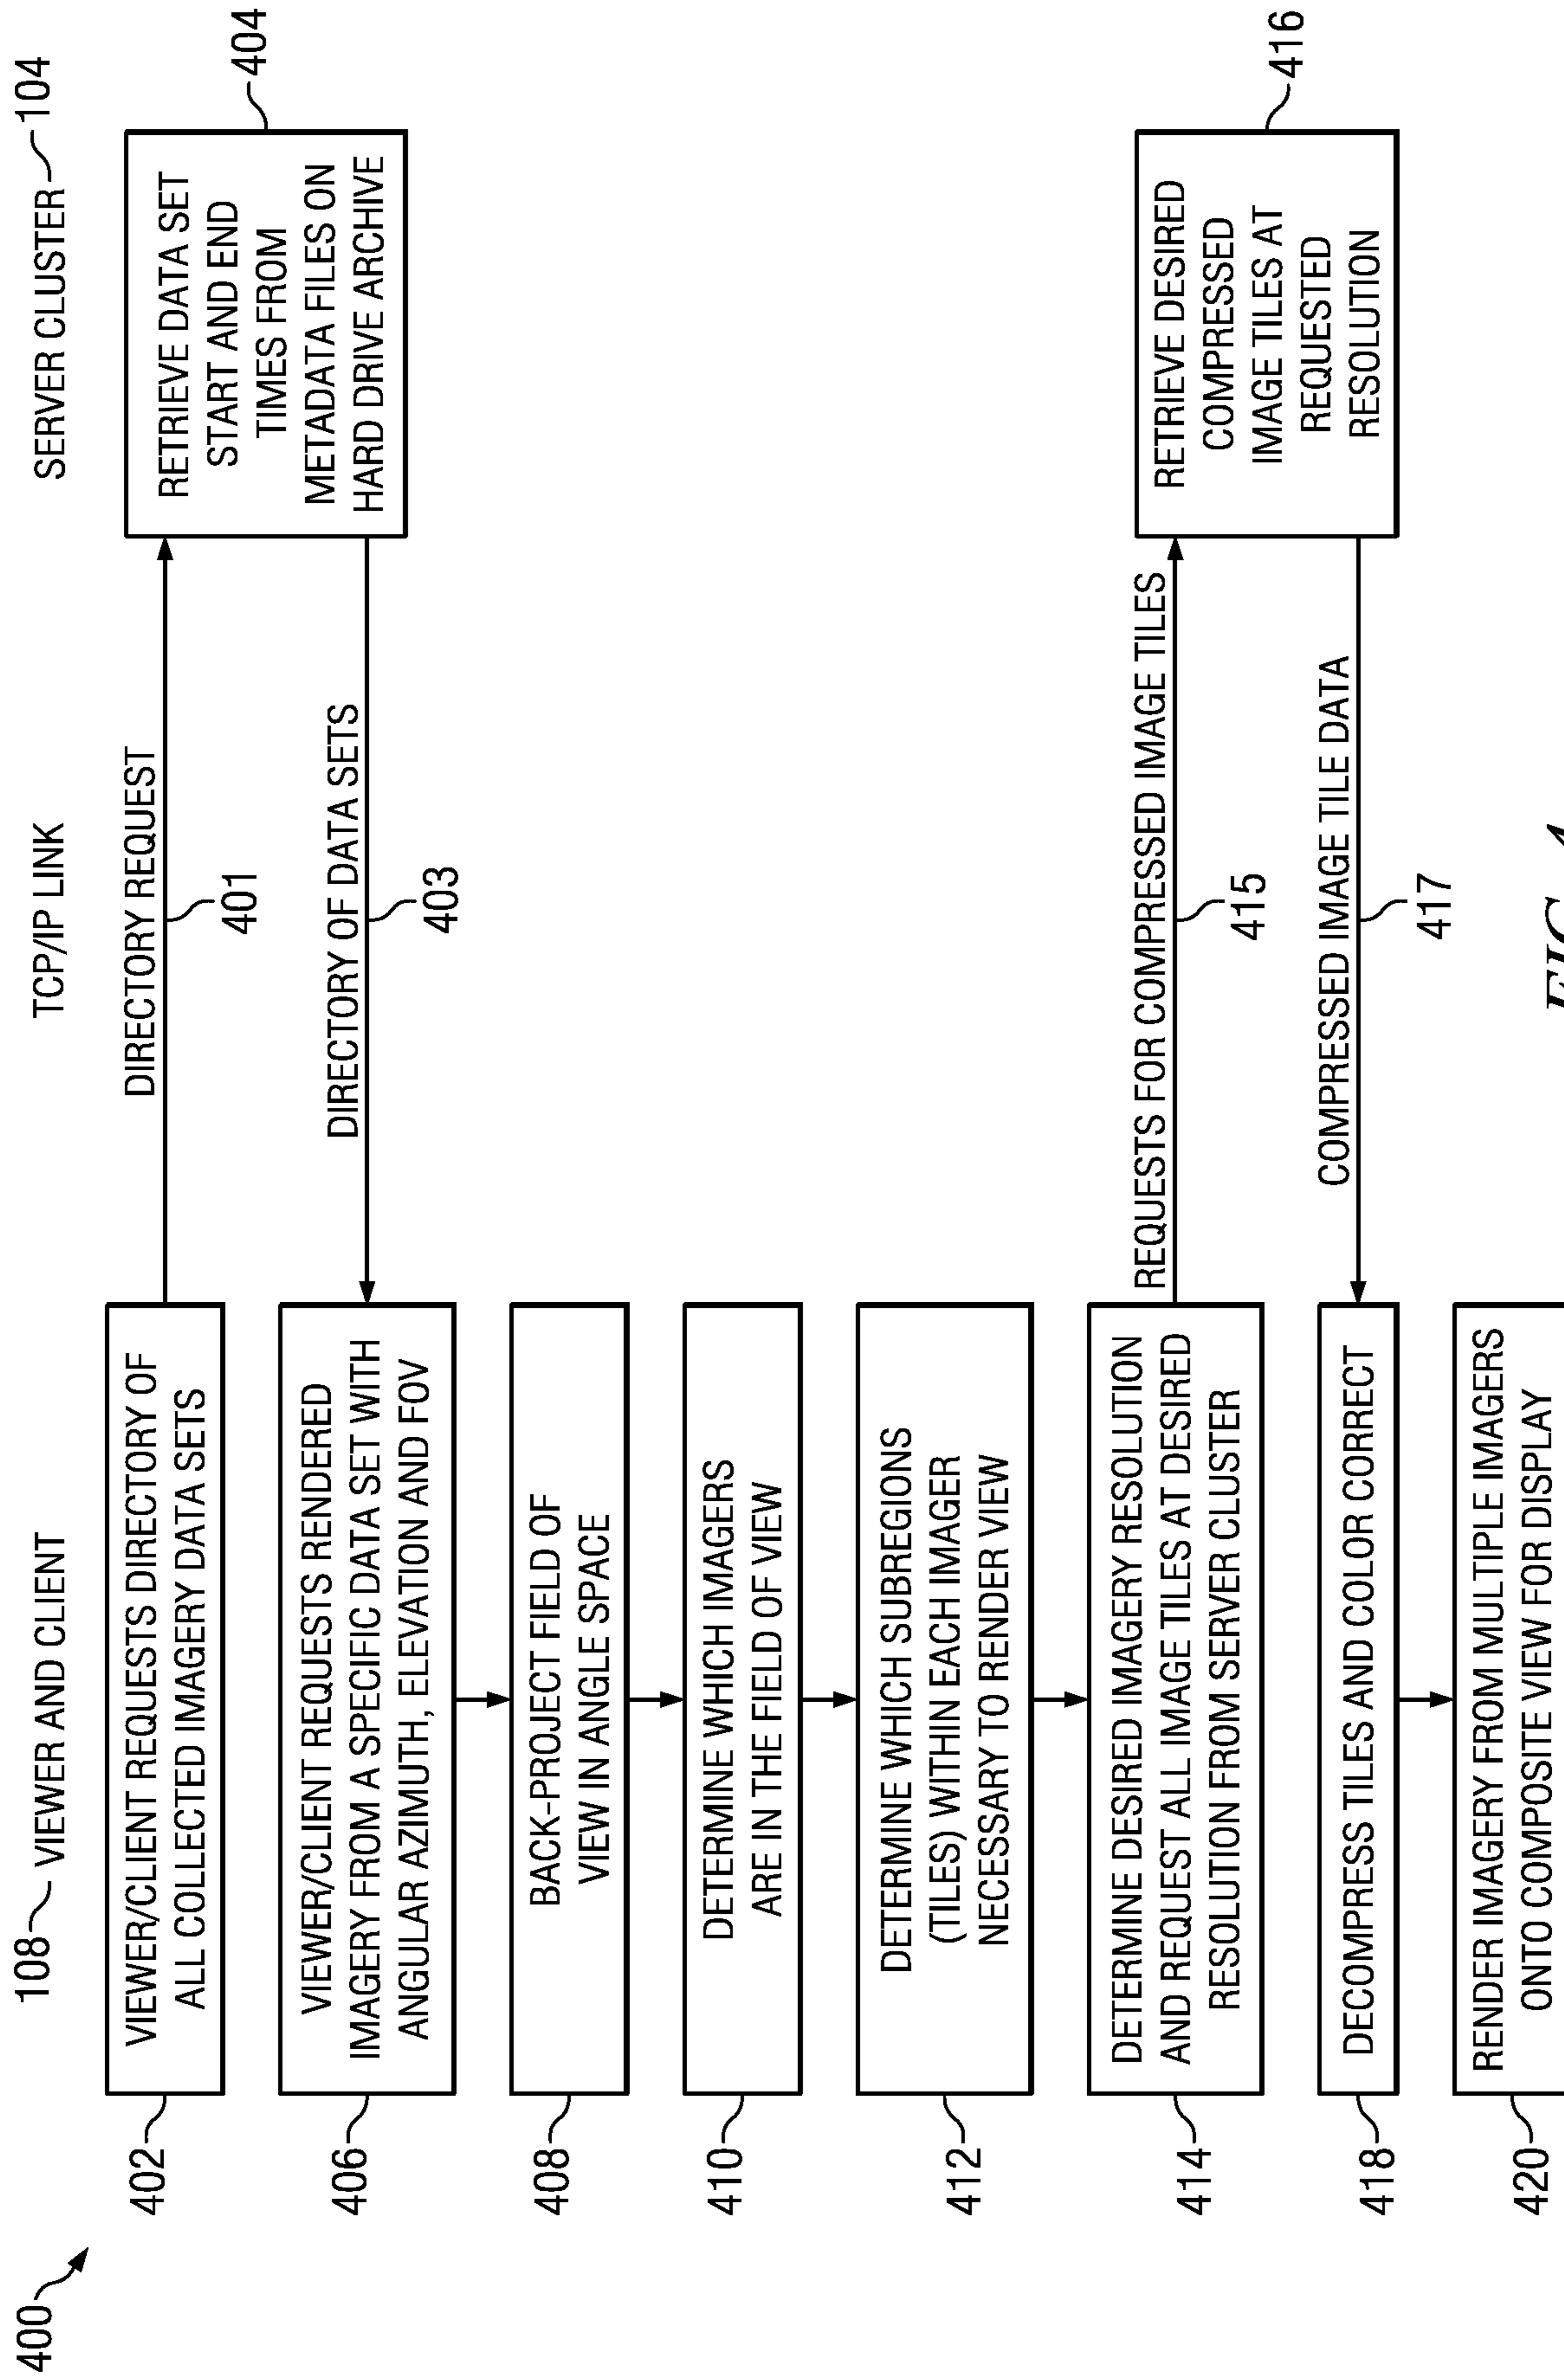 400
108 VIEWER AND CLIENT
TCP/IP LINK
SERVER CLUSTER 104
402
VIEWER/CLIENT REQUESTS DIRECTORY OF
ALL COLLECTED IMAGERY DATA SETS
DIRECTORY REQUEST
401
RETRIEVE DATA SET
START AND END
TIMES FROM
METADATA FILES ON
HARD DRIVE ARCHIVE
404
DIRECTORY OF DATA SETS
403
406
VIEWER/CLIENT REQUESTS RENDERED
IMAGERY FROM A SPECIFIC DATA SET WITH
ANGULAR AZIMUTH, ELEVATION AND FOV
408
BACK-PROJECT FIELD OF
VIEW IN ANGLE SPACE
410
DETERMINE WHICH IMAGERS
ARE IN THE FIELD OF VIEW
412
DETERMINE WHICH SUBREGIONS
(TILES) WITHIN EACH IMAGER
NECESSARY TO RENDER VIEW
414
DETERMINE DESIRED IMAGERY RESOLUTION
AND REQUEST ALL IMAGE TILES AT DESIRED
RESOLUTION FROM SERVER CLUSTER
REQUESTS FOR COMPRESSED IMAGE TILES
415
RETRIEVE DESIRED
COMPRESSED
IMAGE TILES AT
REQUESTED
RESOLUTION
416
COMPRESSED IMAGE TILE DATA
417
418
DECOMPRESS TILES AND COLOR CORRECT
420
RENDER IMAGERY FROM MULTIPLE IMAGERS
ONTO COMPOSITE VIEW FOR DISPLAY